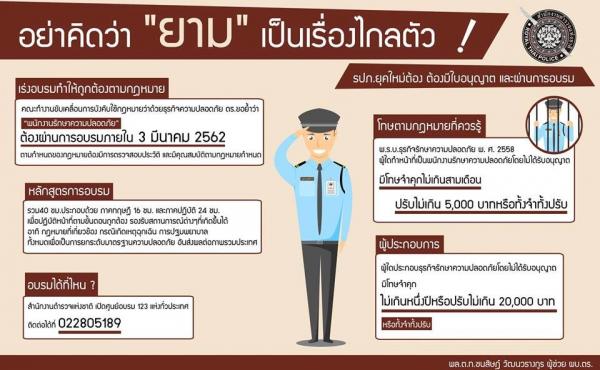 อย่าคิดว่า "ยาม" เป็นเรื่องไกลตัว !
ROYAL THAI POLICE
เร่งอบรมทำให้ถูกต้องตามกฎหมาย
คณะทำงานขับเคลื่อนการบังคับใช้กฎหมายว่าด้วยธุรกิจความปลอดภัย ตร.ขอย้ำว่า
"พนักงานรักษาความปลอดภัย"
ต้องผ่านการอบรมภายใน 3 มีนาคม 2562
ตามกำหนดของกฎหมายต้องมีการตรวจสอบประวัติ และมีคุณสมบัติตามกฎหมายกำหนด
หลักสูตรการอบรม
รวม40 ชม.ประกอบด้วย ภาคทฤษฎี 16 ชม. และภาคปฏิบัติ 24 ชม.
เพื่อปฏิบัติหน้าที่ตามขั้นตอนถูกต้อง รองรับสถานการณ์ต่างๆที่เกิดขึ้นได้
อาทิ กฎหมายที่เกี่ยวข้อง กรณีเกิดเหตุฉุกเฉิน การปฐมพยาบาล
ทั้งหมดเพื่อเป็นการยกระดับมาตรฐานความปลอดภัย อันส่งผลต่อภาพรวมประเทศ
อบรมได้ที่ไหน ?
สำนักงานตำรวจแห่งชาติ เปิดศูนย์อบรม 123 แห่งทั่วประเทศ
ติดต่อได้ที่ 022805189
รปภ.ยุคใหม่ต้อง ต้องมีใบอนุญาต และผ่านการอบรม
โทษตามกฎหมายที่ควรรู้
พ.ร.บ.ธุรกิจรักษาความปลอดภัย พ. ศ. 2558
ผู้ใดทำหน้าที่เป็นพนักงานรักษาความปลอดภัยโดยไม่ได้รับอนุญาต
มีโทษจำคุกไม่เกินสามเดือน
ปรับไม่เกิน 5,000 บาทหรือทั้งจำทั้งปรับ
ผู้ประกอบการ
ผู้ใดประกอบธุรกิจรักษาความปลอดภัยโดยไม่ได้รับอนุญาต
มีโทษจำคุก
ไม่เกินหนึ่งปีหรือปรับไม่เกิน 20,000 บาท
หรือทั้งจำทั้งปรับ
พล.ต.ท.ชนสิษฎ์ วัฒนวรางกูร ผู้ช่วย ผบ.ตร.